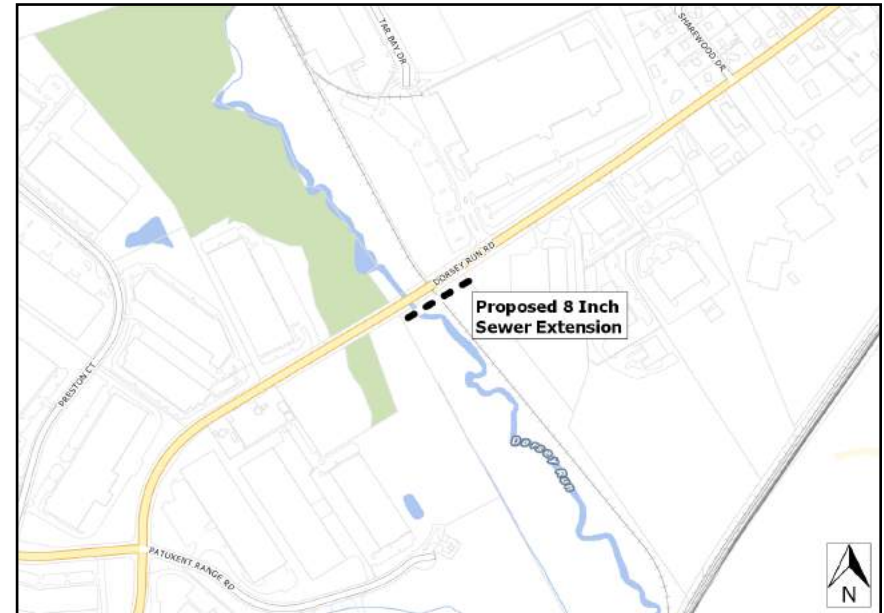 TAR BAY DR
SHAREWOOD DR
DORSEY RUN RD
Proposed 8 Inch
Sewer Extension
PRESTON CT
Dorsey Run
PATUXENT RANGE RD
N